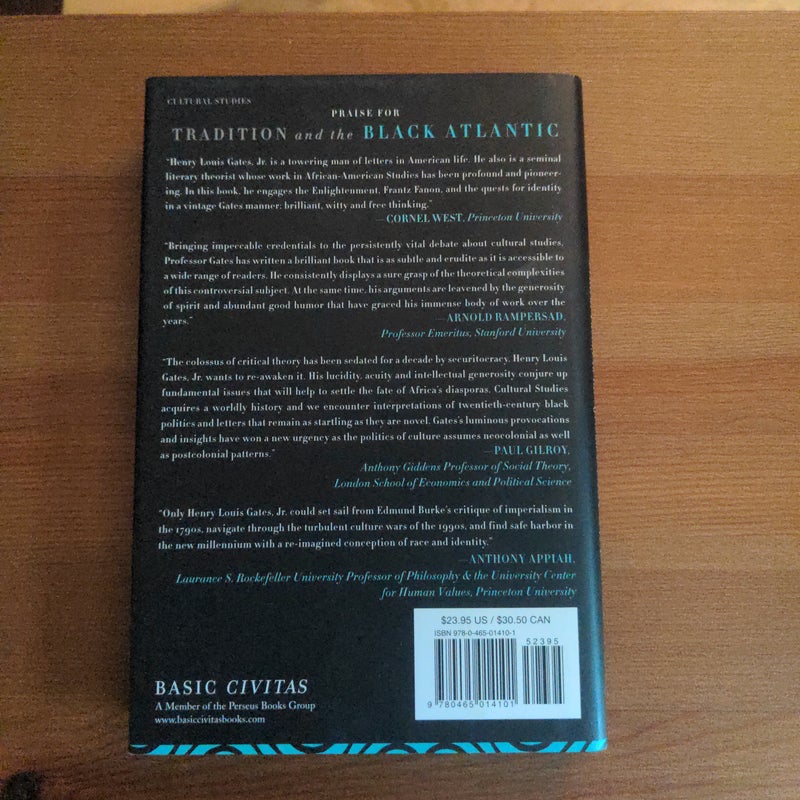 CULTURAL STUDIES
PRAISE FOR
TRADITION and the BLACK ATLANTIC
"Henry Louis Gates, Jr. is a towering man of letters in American life. He also is a seminal
literary theorist whose work in African-American Studies has been profound and pioneer-
ing. In this book, he engages the Enlightenment, Frantz Fanon, and the quests for identity
in a vintage Gates manner: brilliant, witty and free thinking."
—CORNEL WEST, Princeton University
"Bringing impeccable credentials to the persistently vital debate about cultural studies,
Professor Gates has written a brilliant book that is as subtle and erudite as it is accessible to
a wide range of readers. He consistently displays a sure grasp of the theoretical complexities
of this controversial subject. At the same time, his arguments are leavened by the generosity
of spirit and abundant good humor that have graced his immense body of work over the
years."
—ARNOLD RAMPERSAD,
Professor Emeritus, Stanford University
"The colossus of critical theory has been sedated for a decade by securitocracy. Henry Louis
Gates, Jr. wants to re-awaken it. His lucidity, acuity and intellectual generosity conjure up
fundamental issues that will help to settle the fate of Africa's diasporas. Cultural Studies
acquires a worldly history and we encounter interpretations of twentieth-century black
politics and letters that remain as startling as they are novel. Gates's luminous provocations
and insights have won a new urgency as the politics of culture assumes neocolonial as well
as postcolonial patterns."
—PAUL GILROY,
Anthony Giddens Professor of Social Theory,
London School of Economics and Political Science
"Only Henry Louis Gates, Jr. could set sail from Edmund Burke's critique of imperialism in
the 1790s, navigate through the turbulent culture wars of the 1990s, and find safe harbor in
the new millennium with a re-imagined conception of race and identity."
—ANTHONY APPIAH,
Laurance S. Rockefeller University Professor of Philosophy & the University Center
for Human Values, Princeton University
$23.95 US / $30.50 CAN
ISBN 978-0-465-01410-1
52395
9 780465 014101
BASIC CIVITAS
A Member of the Perseus Books Group
www.basiccivitasbooks.com